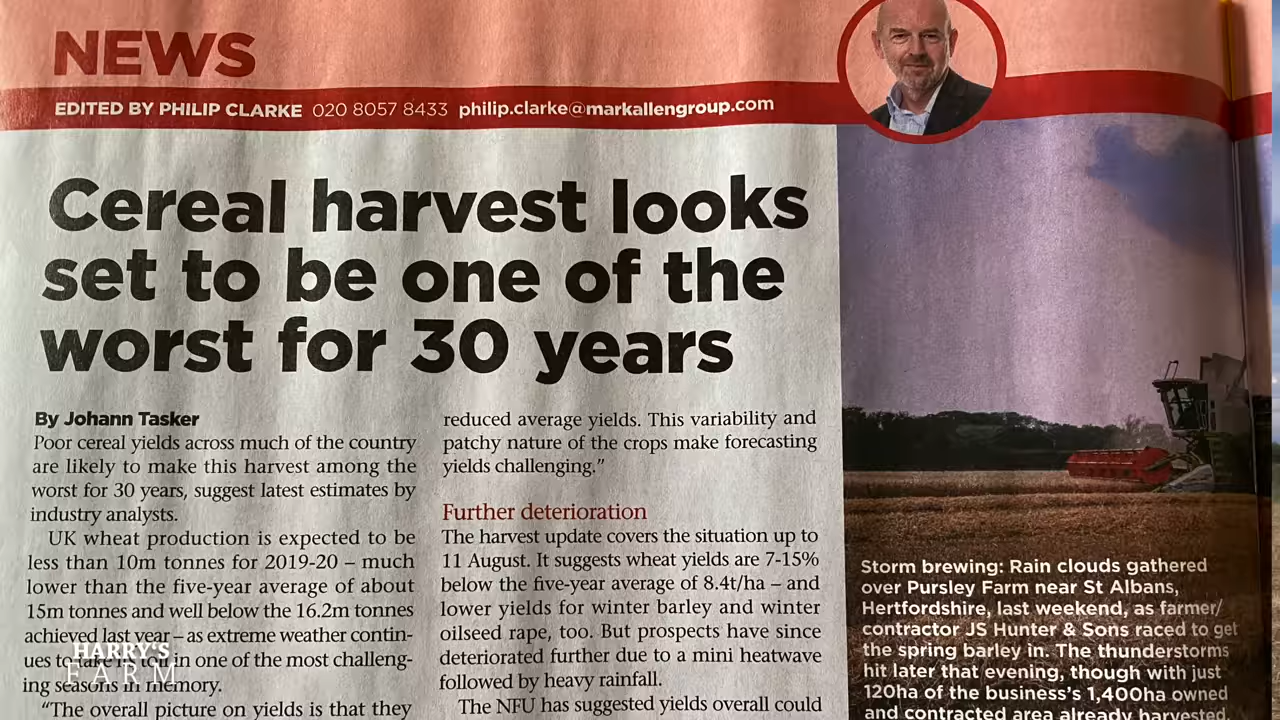 NEWS
EDITED BY PHILIP CLARKE 020 8057 8433 philip.clarke@markallengroup.com
Cereal harvest looks
set to be one of the
worst for 30 years
By Johann Tasker
Poor cereal yields across much of the country
are likely to make this harvest among the
worst for 30 years, suggest latest estimates by
industry analysts.
UK wheat production is expected to be
less than 10m tonnes for 2019-20 – much
lower than the five-year average of about
15m tonnes and well below the 16.2m tonnes
achieved last year – as extreme weather contin-
ues to take its toll in one of the most challeng-
ing seasons in memory.
"The overall picture on yields is that they
reduced average yields. This variability and
patchy nature of the crops make forecasting
yields challenging."
Further deterioration
The harvest update covers the situation up to
11 August. It suggests wheat yields are 7-15%
below the five-year average of 8.4t/ha – and
lower yields for winter barley and winter
oilseed rape, too. But prospects have since
deteriorated further due to a mini heatwave
followed by heavy rainfall.
The NFU has suggested yields overall could
Storm brewing: Rain clouds gathered
over Pursley Farm near St Albans,
Hertfordshire, last weekend, as farmer/
contractor JS Hunter & Sons raced to get
the spring barley in. The thunderstorms
hit later that evening, though with just
120ha of the business's 1,400ha owned
and contracted area already harvested
HARRY'S
FARM